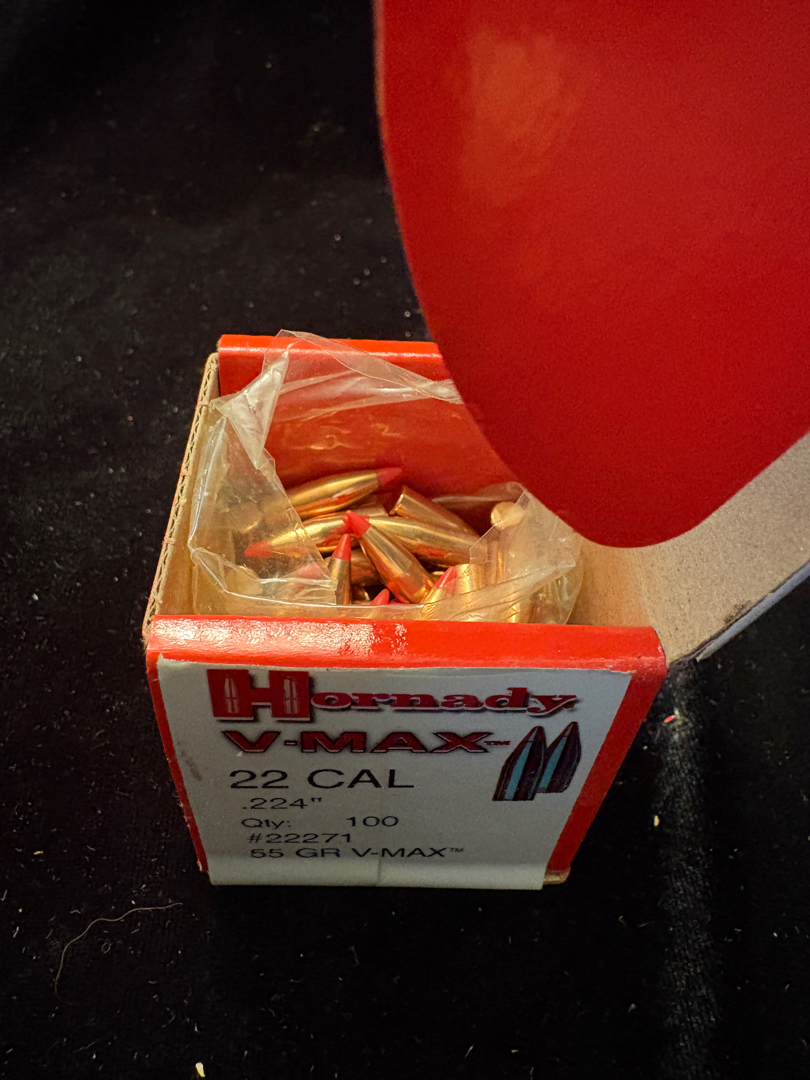 Hornady
V-MAX™
22 CAL
.224"
Qty: 100
#22271
55 GR V-MAX™